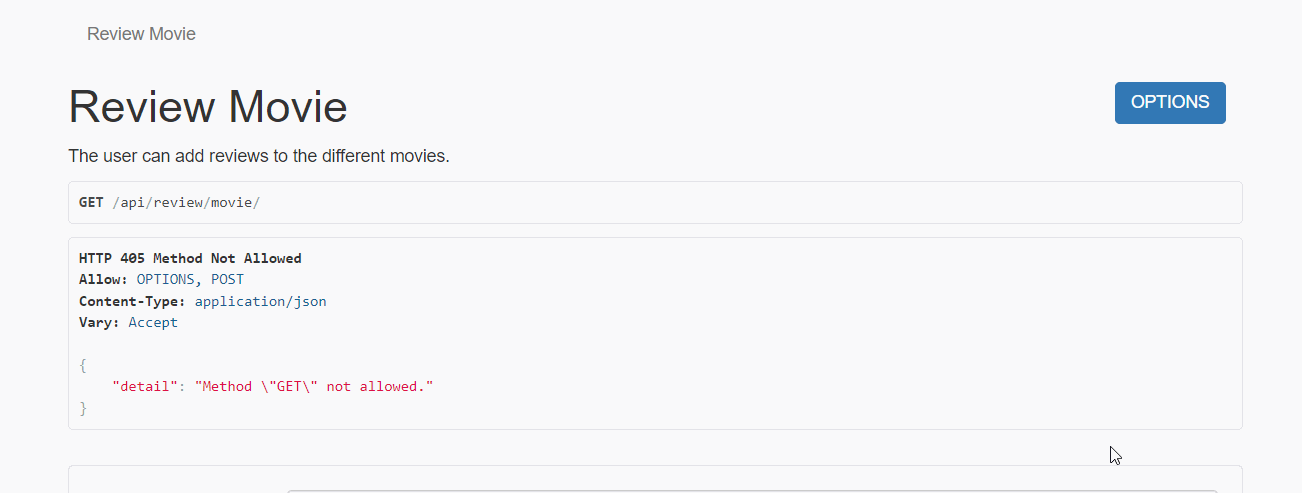 Review Movie
Review Movie
OPTIONS
The user can add reviews to the different movies.
GET /api/review/movie/
HTTP 405 Method Not Allowed
Allow: OPTIONS, POST
Content-Type: application/json
Vary: Accept
{
"detail": "Method \"GET\" not allowed."
}